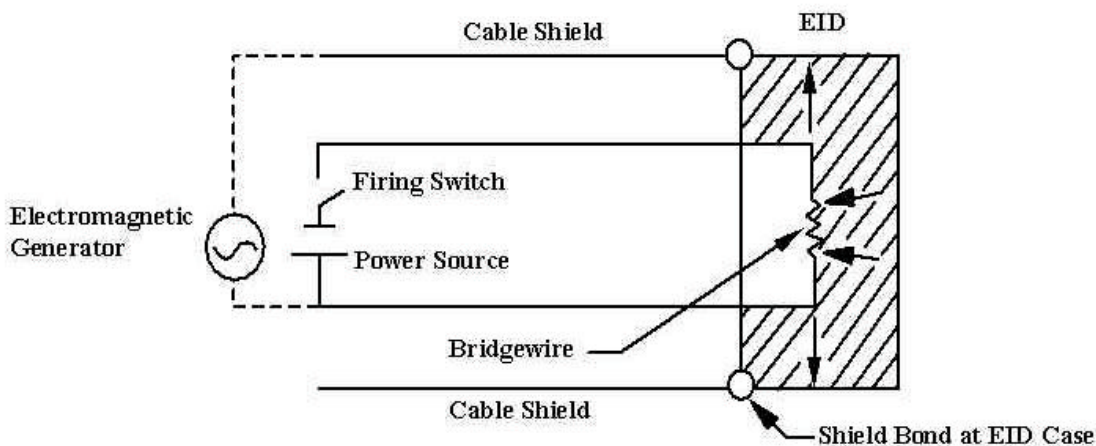 EID
Cable Shield
Firing Switch
Electromagnetic
Generator
Power Source
Bridgewire
Cable Shield
Shield Bond at EID Case